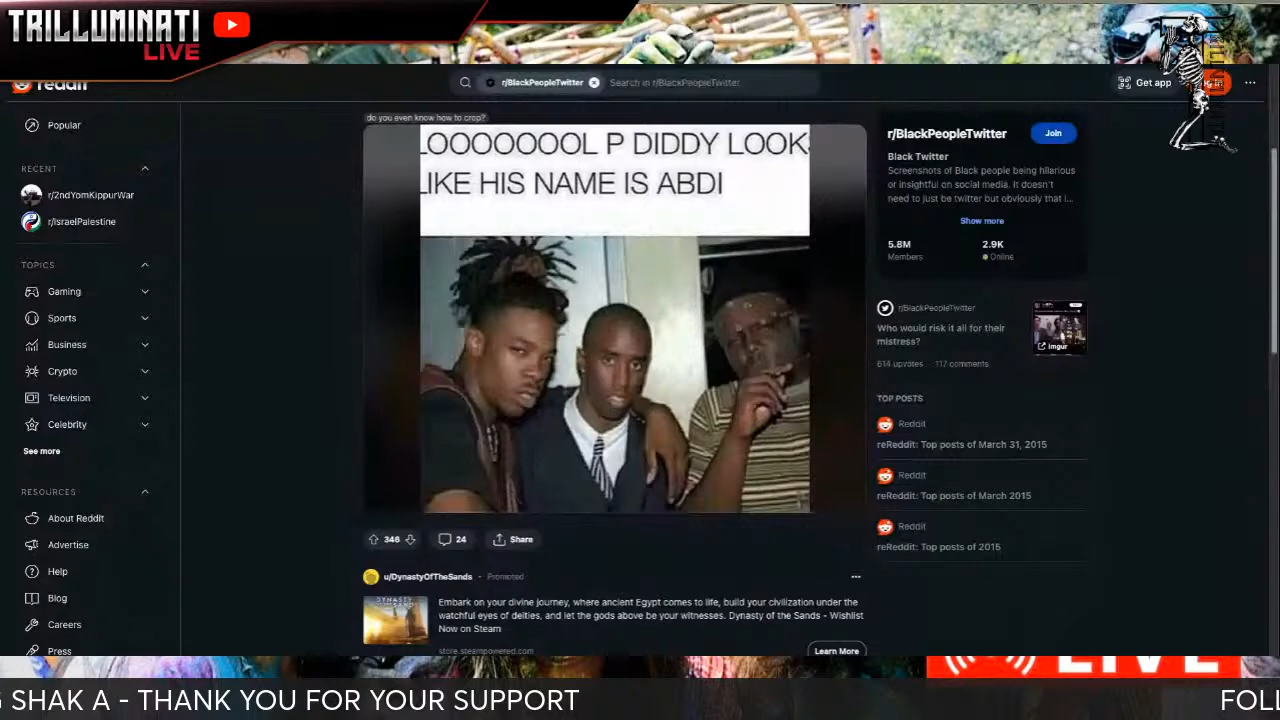 TRILLUMINATI
LIVE
reddit
r/BlackPeopleTwitter
Search in r/BlackPeopleTwitter
Get app
Popular
RECENT
r/2ndYomKippurWar
r/IsraelPalestine
TOPICS
Gaming
Sports
Business
Crypto
Television
Celebrity
See more
RESOURCES
About Reddit
Advertise
Help
Blog
Careers
Press
do you even know how to crop?
LOOOOOOOL P DIDDY LOOKS
LIKE HIS NAME IS ABDI
346
24
Share
u/DynastyOfTheSands - Promoted
DYNASTY
Embark on your divine journey, where ancient Egypt comes to life, build your civilization under the
watchful eyes of deities, and let the gods above be your witnesses. Dynasty of the Sands - Wishlist
Now on Steam
store.steampowered.com
Learn More
r/BlackPeopleTwitter
Join
Black Twitter
Screenshots of Black people being hilarious
or insightful on social media. It doesn't
need to just be twitter but obviously that i...
Show more
5.8M
2.9K
Members
Online
r/BlackPeopleTwitter
Who would risk it all for their
mistress?
imgur
614 upvotes · 117 comments
TOP POSTS
Reddit
reReddit: Top posts of March 31, 2015
Reddit
reReddit: Top posts of March 2015
Reddit
reReddit: Top posts of 2015
LIVE
G SHAK A - THANK YOU FOR YOUR SUPPORT
FOLL